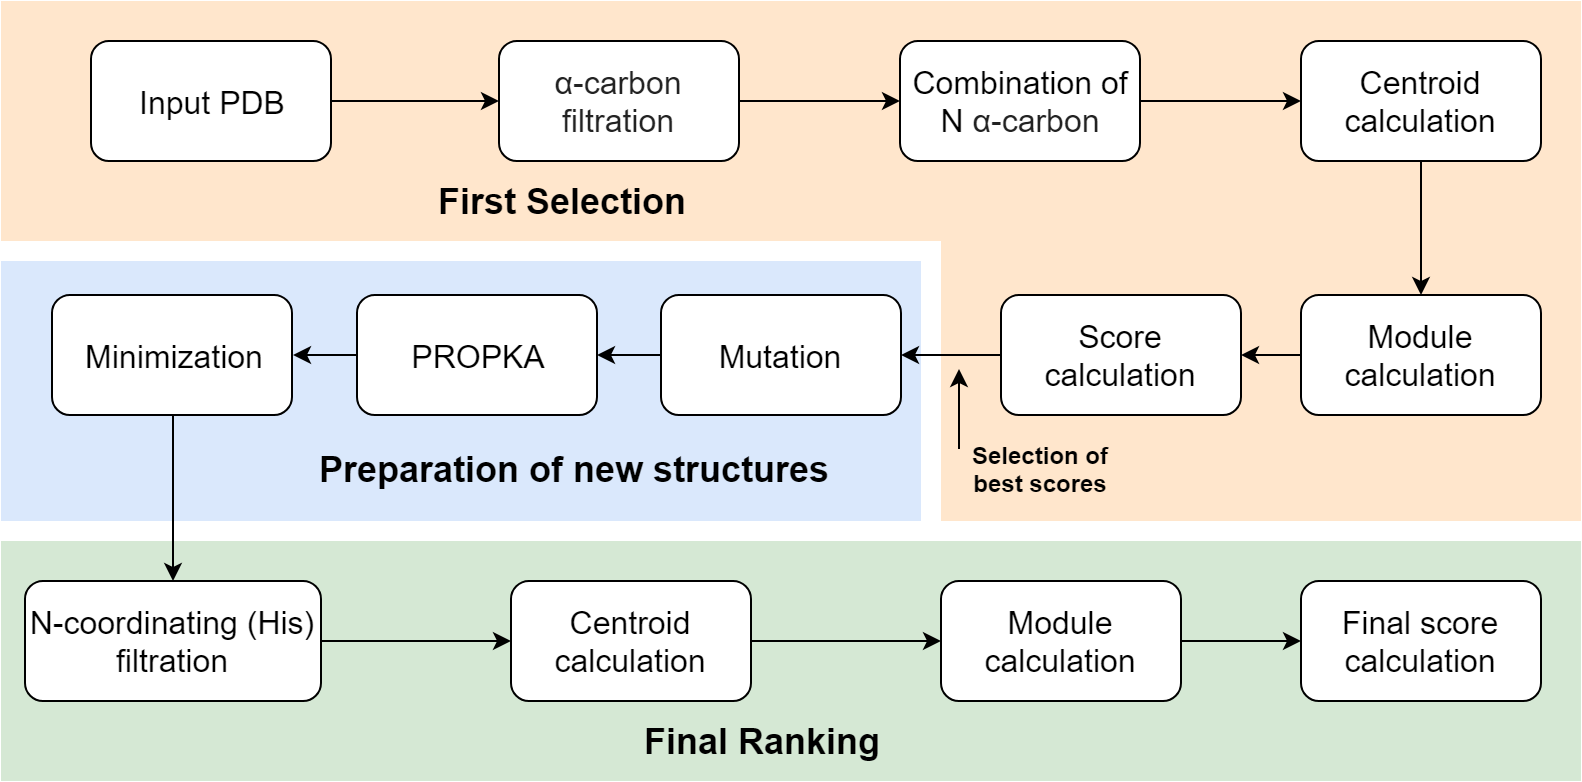 Input PDB
α-carbon
filtration
Combination of
N α-carbon
Centroid
calculation
First Selection
Module
calculation
Score
calculation
Selection of
best scores
Mutation
PROPKA
Minimization
Preparation of new structures
N-coordinating (His)
filtration
Centroid
calculation
Module
calculation
Final score
calculation
Final Ranking